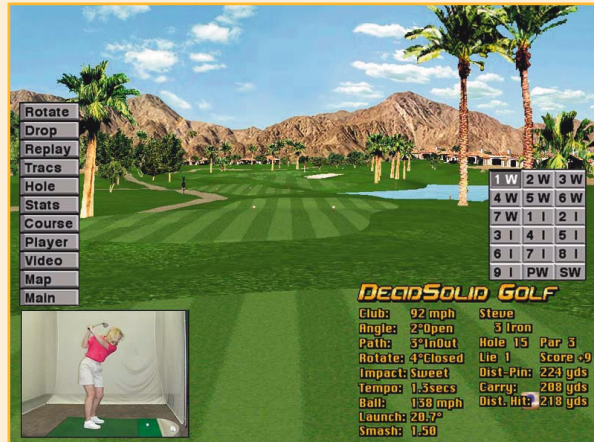 Rotate
Drop
Replay
Tracs
Hole
Stats
Course
Player
Video
Map
Main
1 W 2 W 3 W
4 W 5 W 6 W
7 W 1 I 2 I
3 I 4 I 5 I
6 I 7 I 8 I
9 I PW SW
DEADSOLID GOLF
Club: 92 mph Steve
Angle: 2°Open 3 Iron
Path: 3°InOut Hole 15 Par 3
Rotate: 4°Closed Lie 1 Score +9
Impact: Sweet Dist-Pin: 224 yds
Tempo: 1.3secs Carry: 208 yds
Ball: 138 mph Dist. Hit: 218 yds
Launch: 20.7°
Smash: 1.50